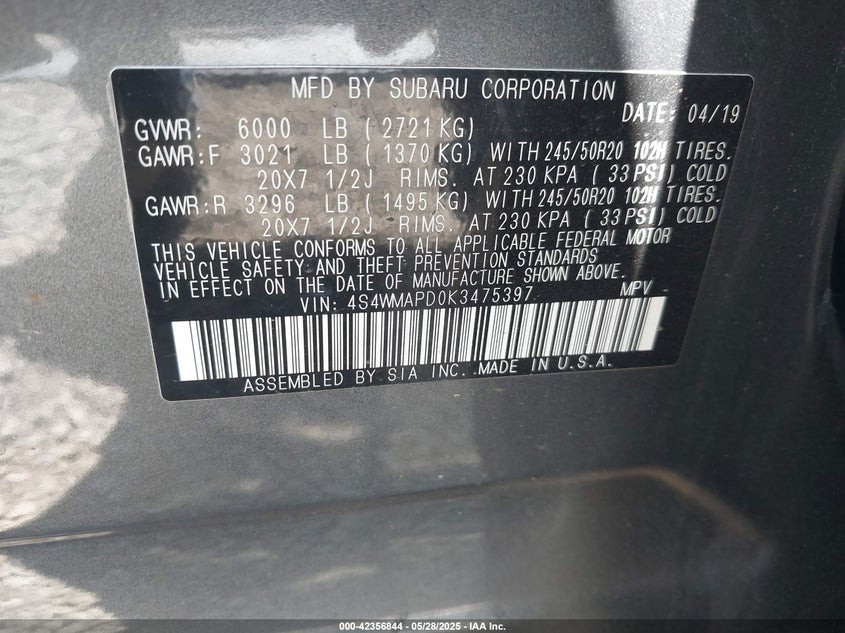 MFD BY SUBARU CORPORATION
DATE: 04/19
GVWR: 6000 LB ( 2721 KG)
GAWR:F 3021 LB ( 1370 KG) WITH 245/50R20 102H TIRES.
20X7 1/2J RIMS. AT 230 KPA ( 33 PSI) COLD
GAWR:R 3296 LB ( 1495 KG) WITH 245/50R20 102H TIRES.
20X7 1/2J RIMS. AT 230 KPA ( 33 PSI) COLD
THIS VEHICLE CONFORMS TO ALL APPLICABLE FEDERAL MOTOR
VEHICLE SAFETY AND THEFT PREVENTION STANDARDS
IN EFFECT ON THE DATE OF MANUFACTURE SHOWN ABOVE.
VIN: 4S4WMAPD0K3475397 MPV
ASSEMBLED BY SIA INC. MADE IN U.S.A.
000-42356844 | 05/28/2025 - IAA Inc.